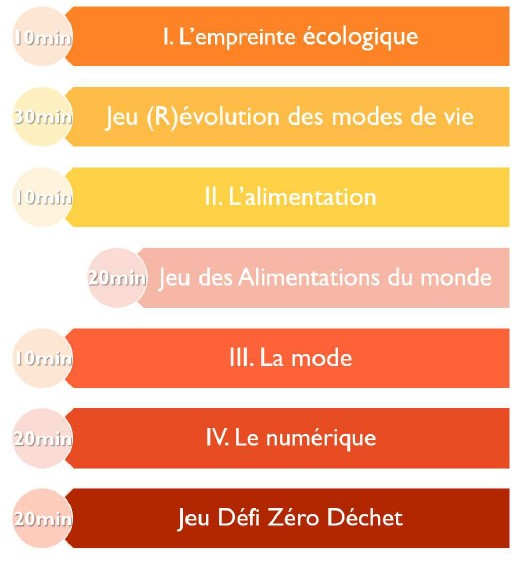 10min I. L'empreinte écologique
30min Jeu (R)évolution des modes de vie
10min II. L'alimentation
20min Jeu des Alimentations du monde
10min III. La mode
20min IV. Le numérique
20min Jeu Défi Zéro Déchet